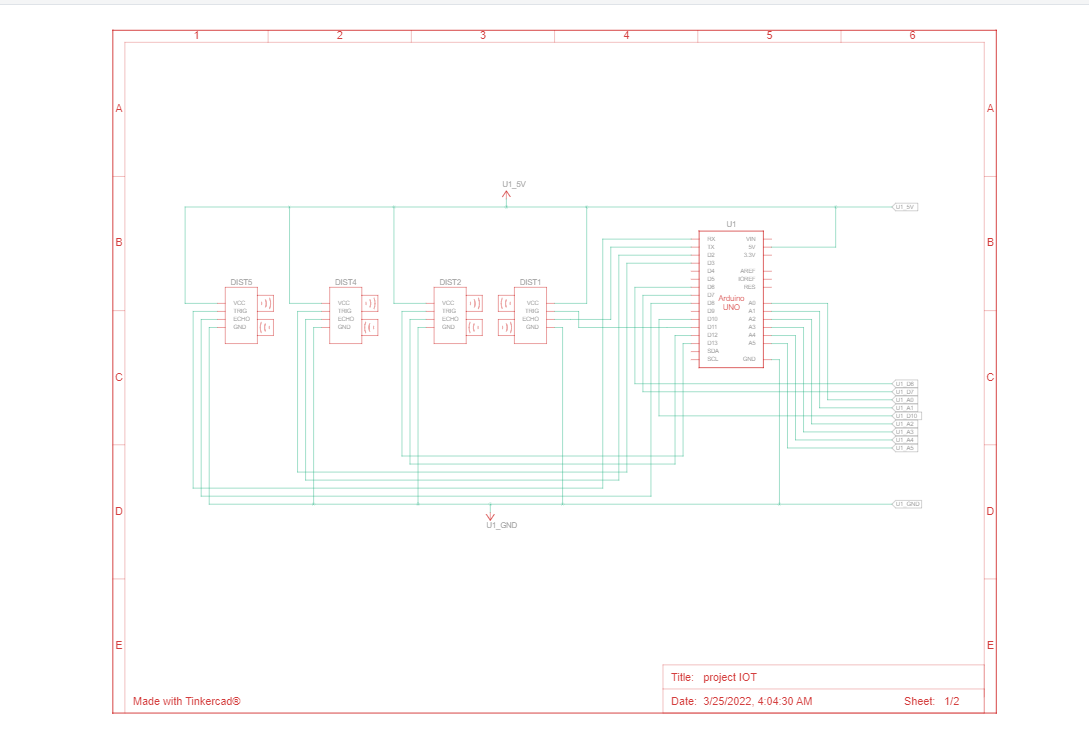 1 2 3 4 5 6
A A
U1_5V
U1_5V
B B
U1
RX VIN
TX 5V
D2 3.3V
D3
D4 AREF
D5 IOREF
D6 RES
D7
Arduino
UNO
D8 A0
D9 A1
D10 A2
D11 A3
D12 A4
D13 A5
SDA
SCL GND
DIST5 DIST4 DIST2 DIST1
VCC VCC VCC VCC
TRIG TRIG TRIG TRIG
ECHO ECHO ECHO ECHO
GND GND GND GND
C C
U1_D6
U1_D7
U1_A0
U1_A1
U1_D10
U1_A2
U1_A3
U1_A4
U1_A5
U1_GND
D D
U1_GND
E E
Title: project IOT
Made with Tinkercad®
Date: 3/25/2022, 4:04:30 AM Sheet: 1/2